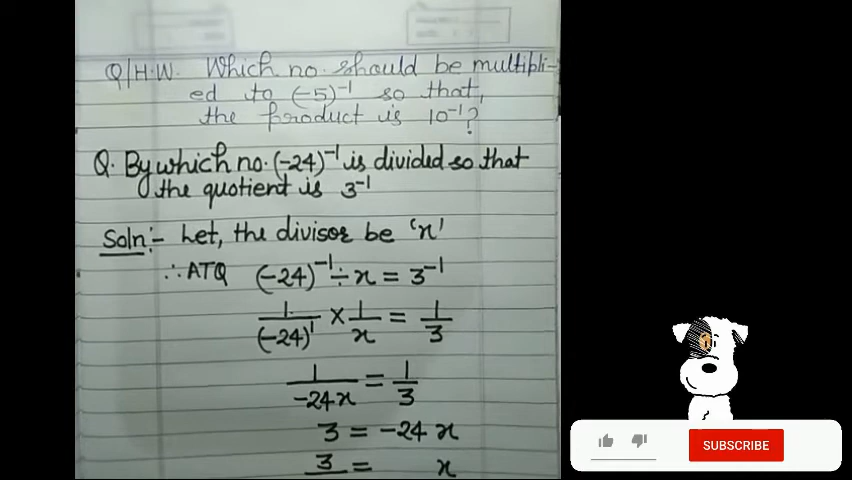 Q/H.W. Which no. should be multipli-
ed to (-5)⁻¹ so that,
the product is 10⁻¹?
Q. By which no. (-24)⁻¹ is divided so that
the quotient is 3⁻¹
Soln:- Let, the divisor be 'x'
∴ ATQ (-24)⁻¹ ÷ x = 3⁻¹
1/(-24)¹ × 1/x = 1/3
1/-24x = 1/3
3 = -24 x
3 = x
SUBSCRIBE